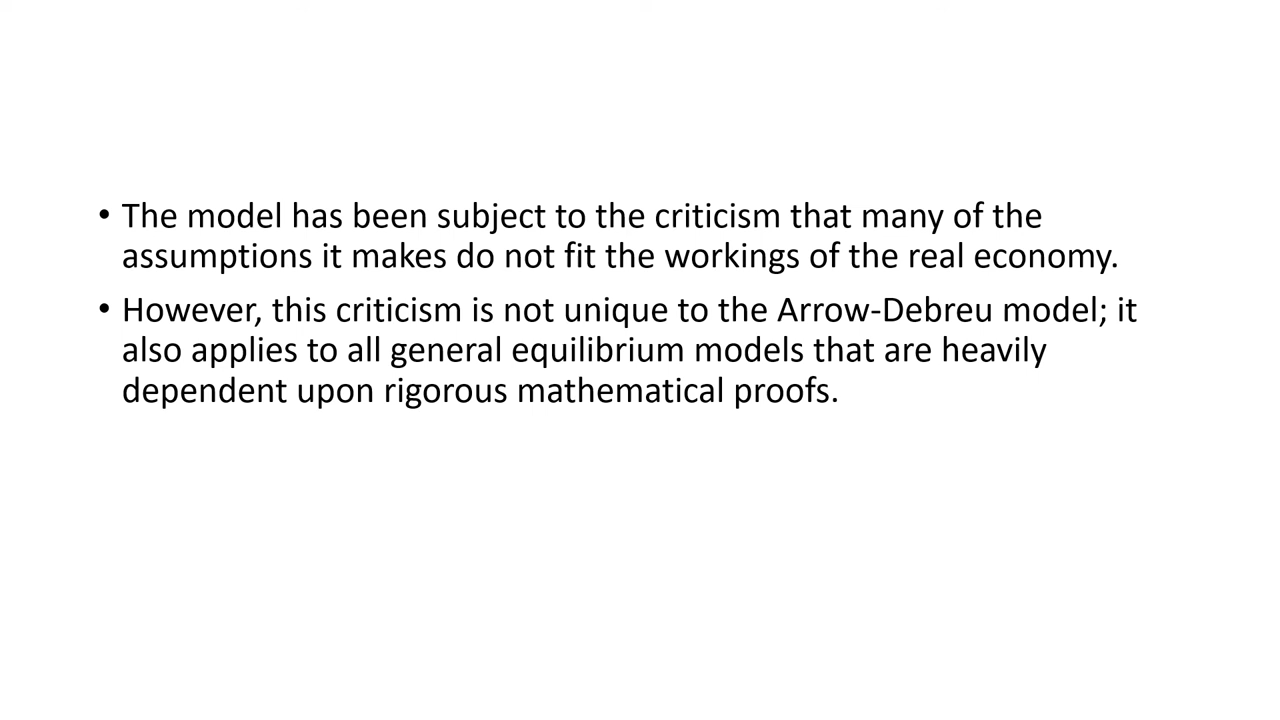 • The model has been subject to the criticism that many of the
assumptions it makes do not fit the workings of the real economy.
• However, this criticism is not unique to the Arrow-Debreu model; it
also applies to all general equilibrium models that are heavily
dependent upon rigorous mathematical proofs.